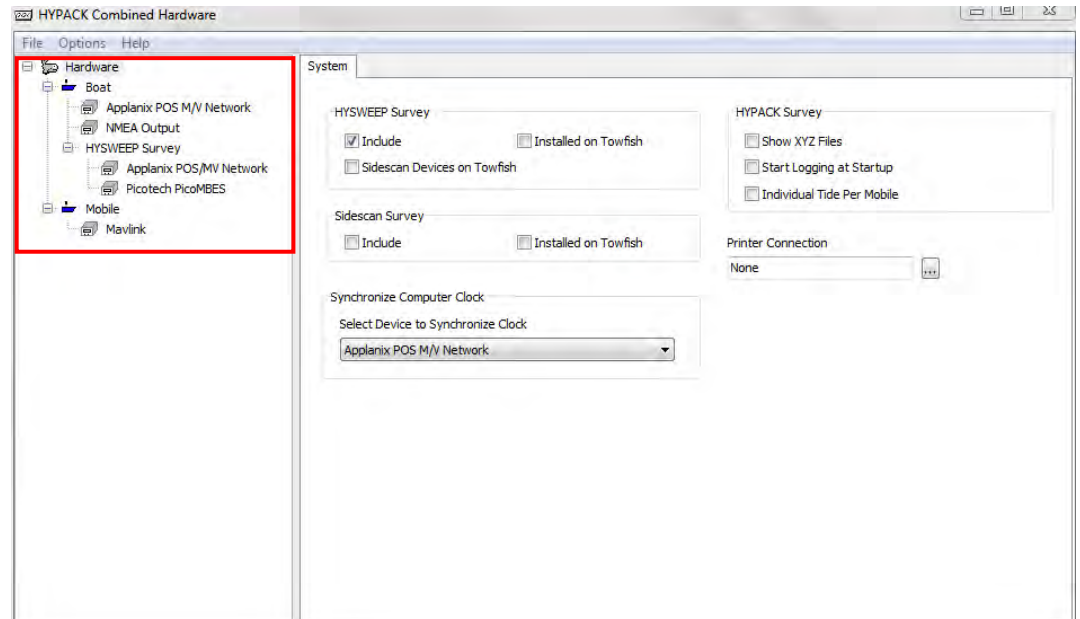 HYPACK Combined Hardware
File Options Help
Hardware
Boat
Applanix POS M/V Network
NMEA Output
HYSWEEP Survey
Applanix POS/MV Network
Picotech PicoMBES
Mobile
Mavlink
System
HYSWEEP Survey
Include
Installed on Towfish
Sidescan Devices on Towfish
Sidescan Survey
Include
Installed on Towfish
Synchronize Computer Clock
Select Device to Synchronize Clock
Applanix POS M/V Network
HYPACK Survey
Show XYZ Files
Start Logging at Startup
Individual Tide Per Mobile
Printer Connection
None
...